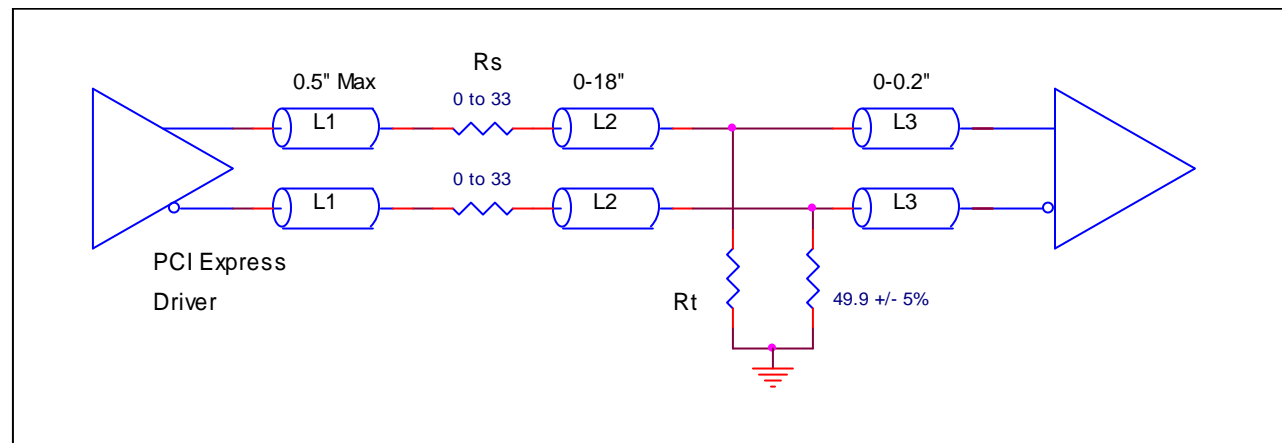 Rs
0.5" Max
0-18"
0-0.2"
0 to 33
L1
L2
L3
0 to 33
L1
L2
L3
PCI Express
Driver
Rt
49.9 +/- 5%